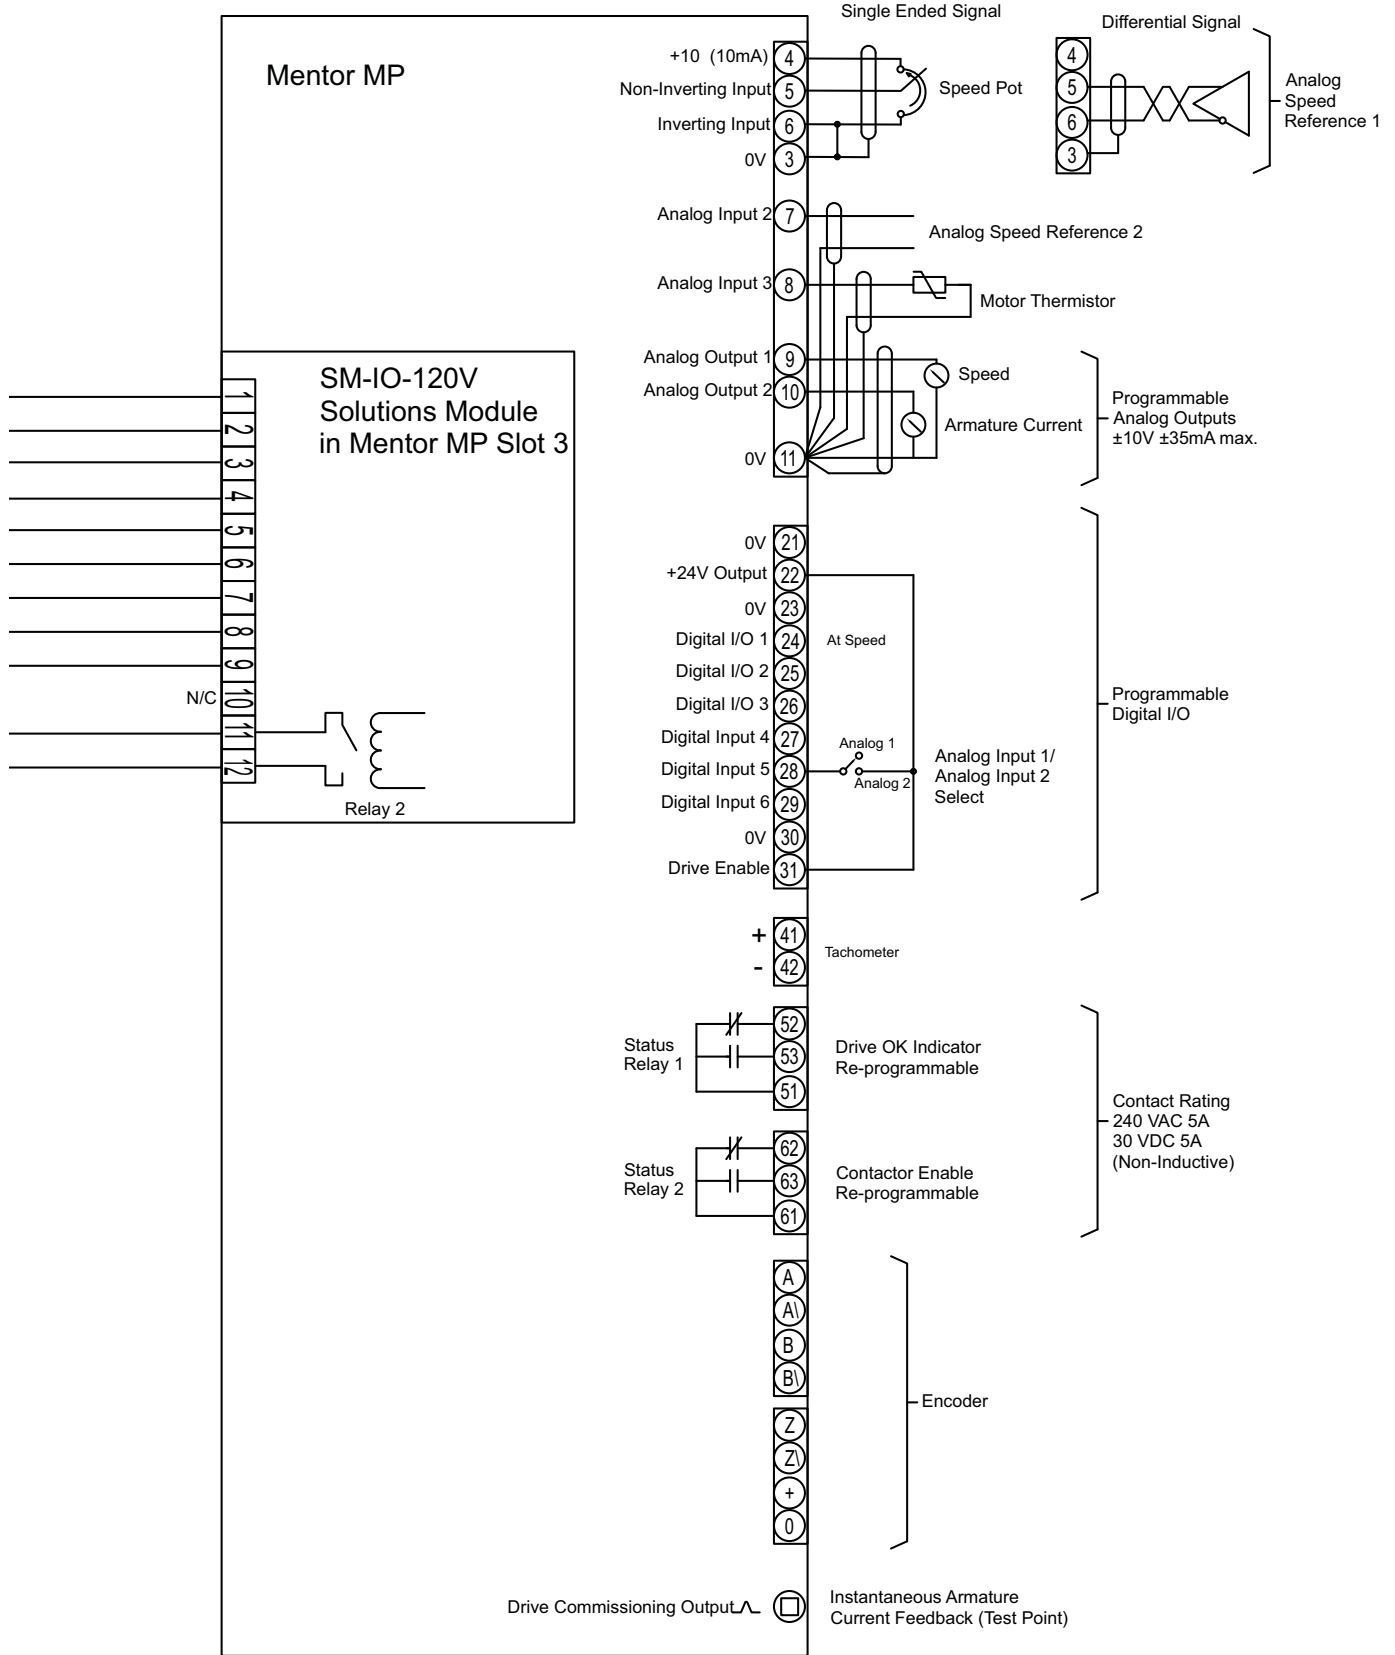 Single Ended Signal
Differential Signal
Mentor MP
+10 (10mA) 4
Non-Inverting Input 5
Inverting Input 6
0V 3
Speed Pot
4
5
6
3
Analog
Speed
Reference 1
Analog Input 2 7
Analog Speed Reference 2
Analog Input 3 8
Motor Thermistor
Analog Output 1 9
Speed
Analog Output 2 10
Armature Current
0V 11
Programmable
Analog Outputs
±10V ±35mA max.
SM-IO-120V
Solutions Module
in Mentor MP Slot 3
1
2
3
4
5
6
7
8
9
N/C 10
11
12
Relay 2
0V 21
+24V Output 22
0V 23
Digital I/O 1 24 At Speed
Digital I/O 2 25
Digital I/O 3 26
Digital Input 4 27
Digital Input 5 28
Digital Input 6 29
0V 30
Drive Enable 31
Analog 1
Analog 2
Analog Input 1/
Analog Input 2
Select
Programmable
Digital I/O
+ 41
- 42
Tachometer
Status
Relay 1
52
53
51
Drive OK Indicator
Re-programmable
Status
Relay 2
62
63
61
Contactor Enable
Re-programmable
Contact Rating
240 VAC 5A
30 VDC 5A
(Non-Inductive)
A
A\
B
B\
Z
Z\
+
0
Encoder
Drive Commissioning Output
Instantaneous Armature
Current Feedback (Test Point)